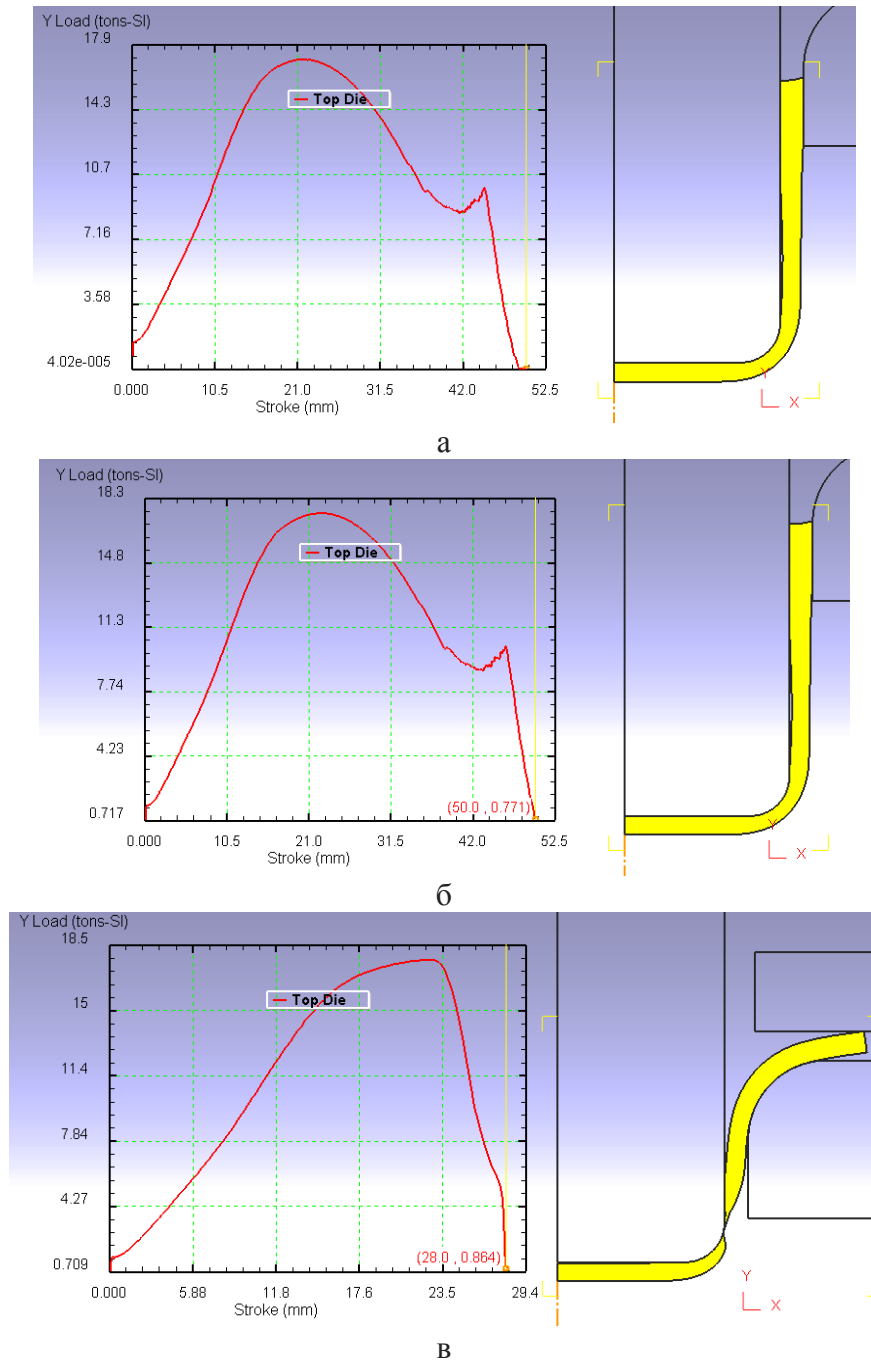 Y Load (tons-SI)
17.9
Top Die
14.3
10.7
7.16
3.58
4.02e-005
0.000 10.5 21.0 31.5 42.0 52.5
Stroke (mm)
Y
X
а
Y Load (tons-SI)
18.3
Top Die
14.8
11.3
7.74
4.23
(50.0 , 0.771)
0.717
0.000 10.5 21.0 31.5 42.0 52.5
Stroke (mm)
Y
X
б
Y Load (tons-SI)
18.5
Top Die
15
11.4
7.84
4.27
(28.0 , 0.864)
0.709
0.000 5.88 11.8 17.6 23.5 29.4
Stroke (mm)
Y
X
в